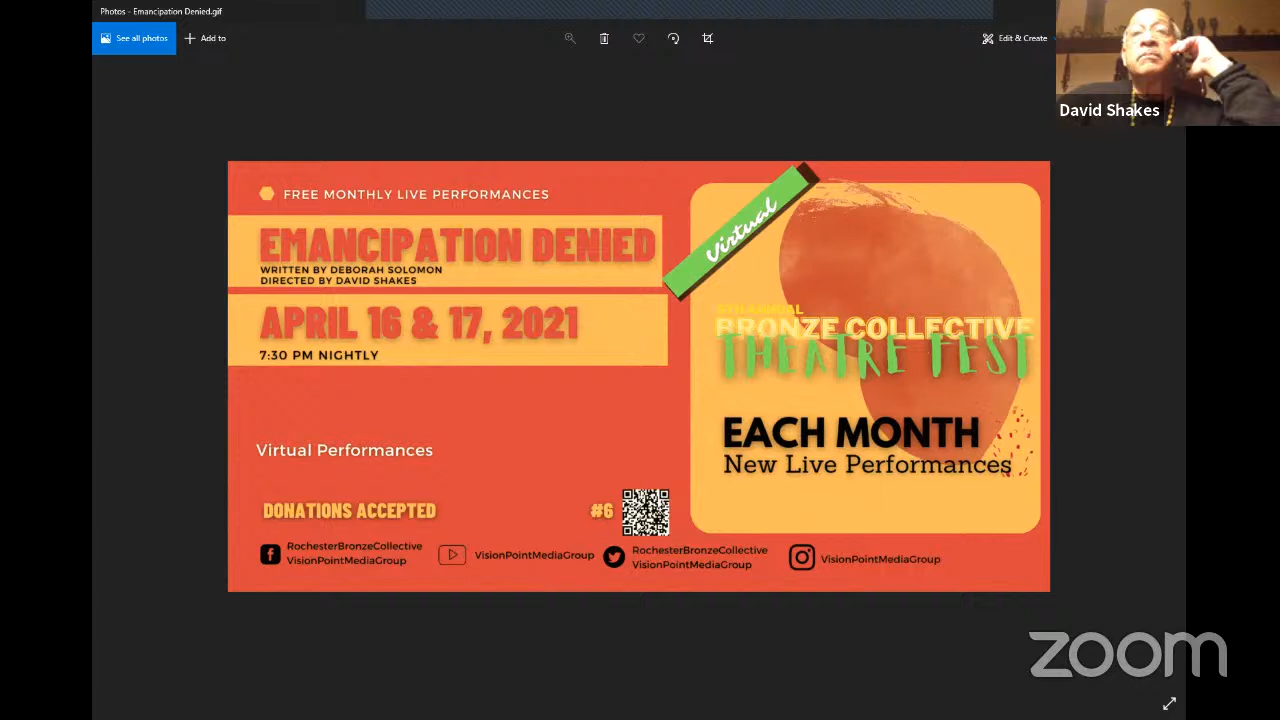 Photos - Emancipation Denied.gif
See all photos
Add to
Edit & Create
David Shakes
FREE MONTHLY LIVE PERFORMANCES
EMANCIPATION DENIED
WRITTEN BY DEBORAH SOLOMON
DIRECTED BY DAVID SHAKES
APRIL 16 & 17, 2021
7:30 PM NIGHTLY
Virtual Performances
DONATIONS ACCEPTED
#6
RochesterBronzeCollective
VisionPointMediaGroup
VisionPointMediaGroup
RochesterBronzeCollective
VisionPointMediaGroup
VisionPointMediaGroup
Virtual
ANNUAL
BRONZE COLLECTIVE
THEATRE FEST
EACH MONTH
New Live Performances
zoom